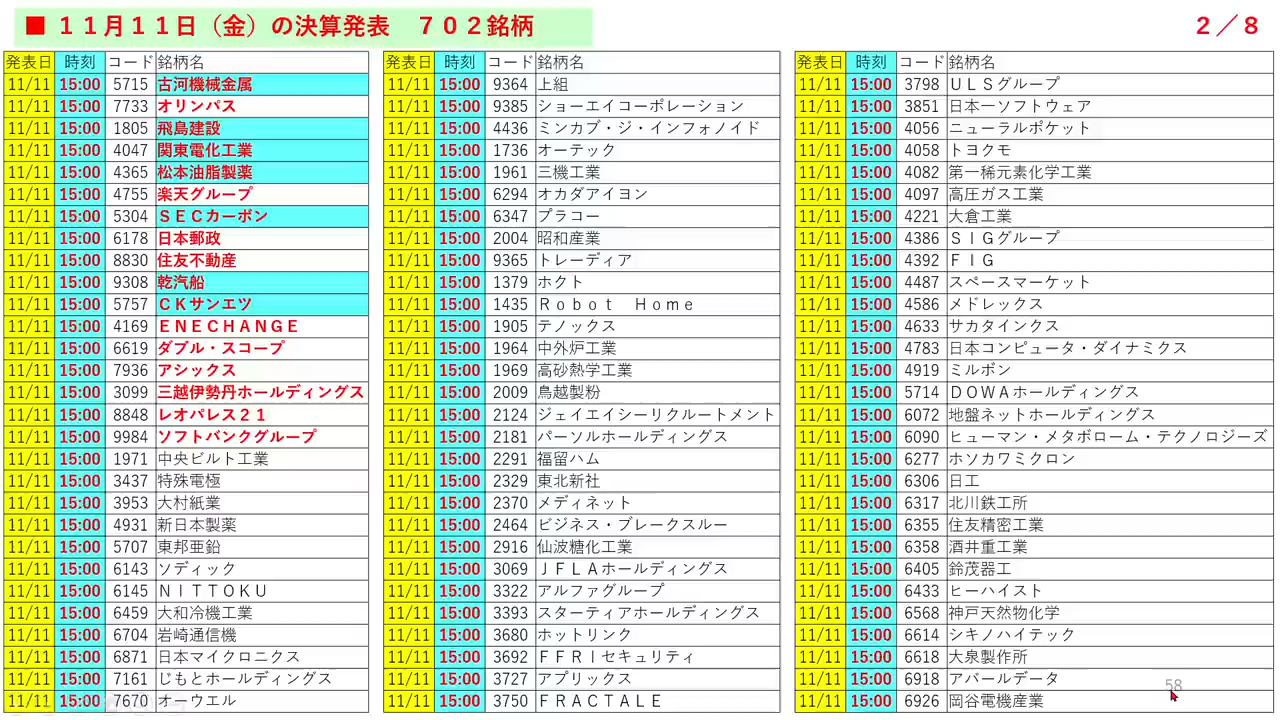 ■ １１月１１日（金）の決算発表　７０２銘柄
２／８
発表日 時刻 コード 銘柄名
11/11 15:00 5715 古河機械金属
11/11 15:00 7733 オリンパス
11/11 15:00 1805 飛島建設
11/11 15:00 4047 関東電化工業
11/11 15:00 4365 松本油脂製薬
11/11 15:00 4755 楽天グループ
11/11 15:00 5304 ＳＥＣカーボン
11/11 15:00 6178 日本郵政
11/11 15:00 8830 住友不動産
11/11 15:00 9308 乾汽船
11/11 15:00 5757 ＣＫサンエツ
11/11 15:00 4169 ＥＮＥＣＨＡＮＧＥ
11/11 15:00 6619 ダブル・スコープ
11/11 15:00 7936 アシックス
11/11 15:00 3099 三越伊勢丹ホールディングス
11/11 15:00 8848 レオパレス２１
11/11 15:00 9984 ソフトバンクグループ
11/11 15:00 1971 中央ビルト工業
11/11 15:00 3437 特殊電極
11/11 15:00 3953 大村紙業
11/11 15:00 4931 新日本製薬
11/11 15:00 5707 東邦亜鉛
11/11 15:00 6143 ソディック
11/11 15:00 6145 ＮＩＴＴＯＫＵ
11/11 15:00 6459 大和冷機工業
11/11 15:00 6704 岩崎通信機
11/11 15:00 6871 日本マイクロニクス
11/11 15:00 7161 じもとホールディングス
11/11 15:00 7670 オーウエル
発表日 時刻 コード 銘柄名
11/11 15:00 9364 上組
11/11 15:00 9385 ショーエイコーポレーション
11/11 15:00 4436 ミンカブ・ジ・インフォノイド
11/11 15:00 1736 オーテック
11/11 15:00 1961 三機工業
11/11 15:00 6294 オカダアイヨン
11/11 15:00 6347 プラコー
11/11 15:00 2004 昭和産業
11/11 15:00 9365 トレーディア
11/11 15:00 1379 ホクト
11/11 15:00 1435 Ｒｏｂｏｔ　Ｈｏｍｅ
11/11 15:00 1905 テノックス
11/11 15:00 1964 中外炉工業
11/11 15:00 1969 高砂熱学工業
11/11 15:00 2009 鳥越製粉
11/11 15:00 2124 ジェイエイシーリクルートメント
11/11 15:00 2181 パーソルホールディングス
11/11 15:00 2291 福留ハム
11/11 15:00 2329 東北新社
11/11 15:00 2370 メディネット
11/11 15:00 2464 ビジネス・ブレークスルー
11/11 15:00 2916 仙波糖化工業
11/11 15:00 3069 ＪＦＬＡホールディングス
11/11 15:00 3322 アルファグループ
11/11 15:00 3393 スターティアホールディングス
11/11 15:00 3680 ホットリンク
11/11 15:00 3692 ＦＦＲＩセキュリティ
11/11 15:00 3727 アプリックス
11/11 15:00 3750 ＦＲＡＣＴＡＬＥ
発表日 時刻 コード 銘柄名
11/11 15:00 3798 ＵＬＳグループ
11/11 15:00 3851 日本一ソフトウェア
11/11 15:00 4056 ニューラルポケット
11/11 15:00 4058 トヨクモ
11/11 15:00 4082 第一稀元素化学工業
11/11 15:00 4097 高圧ガス工業
11/11 15:00 4221 大倉工業
11/11 15:00 4386 ＳＩＧグループ
11/11 15:00 4392 ＦＩＧ
11/11 15:00 4487 スペースマーケット
11/11 15:00 4586 メドレックス
11/11 15:00 4633 サカタインクス
11/11 15:00 4783 日本コンピュータ・ダイナミクス
11/11 15:00 4919 ミルボン
11/11 15:00 5714 ＤＯＷＡホールディングス
11/11 15:00 6072 地盤ネットホールディングス
11/11 15:00 6090 ヒューマン・メタボローム・テクノロジーズ
11/11 15:00 6277 ホソカワミクロン
11/11 15:00 6306 日工
11/11 15:00 6317 北川鉄工所
11/11 15:00 6355 住友精密工業
11/11 15:00 6358 酒井重工業
11/11 15:00 6405 鈴茂器工
11/11 15:00 6433 ヒーハイスト
11/11 15:00 6568 神戸天然物化学
11/11 15:00 6614 シキノハイテック
11/11 15:00 6618 大泉製作所
11/11 15:00 6918 アバールデータ
11/11 15:00 6926 岡谷電機産業
58